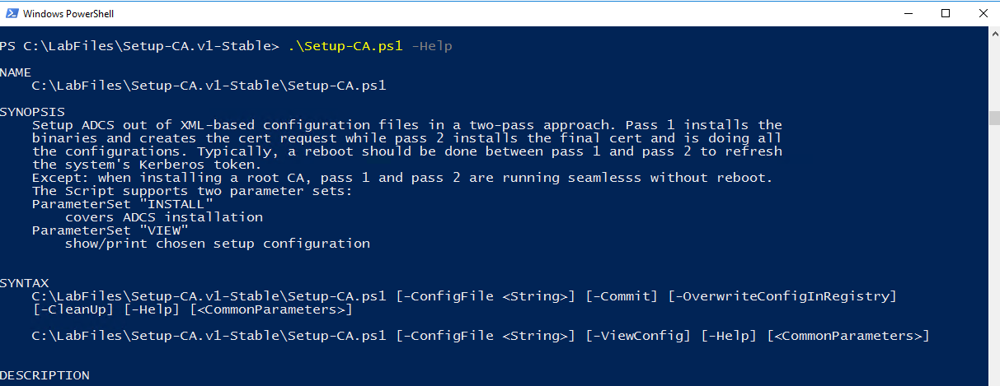 Windows PowerShell
PS C:\LabFiles\Setup-CA.v1-Stable> .\Setup-CA.ps1 -Help
NAME
C:\LabFiles\Setup-CA.v1-Stable\Setup-CA.ps1
SYNOPSIS
Setup ADCS out of XML-based configuration files in a two-pass approach. Pass 1 installs the
binaries and creates the cert request while pass 2 installs the final cert and is doing all
the configurations. Typically, a reboot should be done between pass 1 and pass 2 to refresh
the system's Kerberos token.
Except: when installing a root CA, pass 1 and pass 2 are running seamlesss without reboot.
The Script supports two parameter sets:
ParameterSet "INSTALL"
covers ADCS installation
ParameterSet "VIEW"
show/print chosen setup configuration
SYNTAX
C:\LabFiles\Setup-CA.v1-Stable\Setup-CA.ps1 [-ConfigFile <String>] [-Commit] [-OverwriteConfigInRegistry]
[-CleanUp] [-Help] [<CommonParameters>]
C:\LabFiles\Setup-CA.v1-Stable\Setup-CA.ps1 [-ConfigFile <String>] [-ViewConfig] [-Help] [<CommonParameters>]
DESCRIPTION